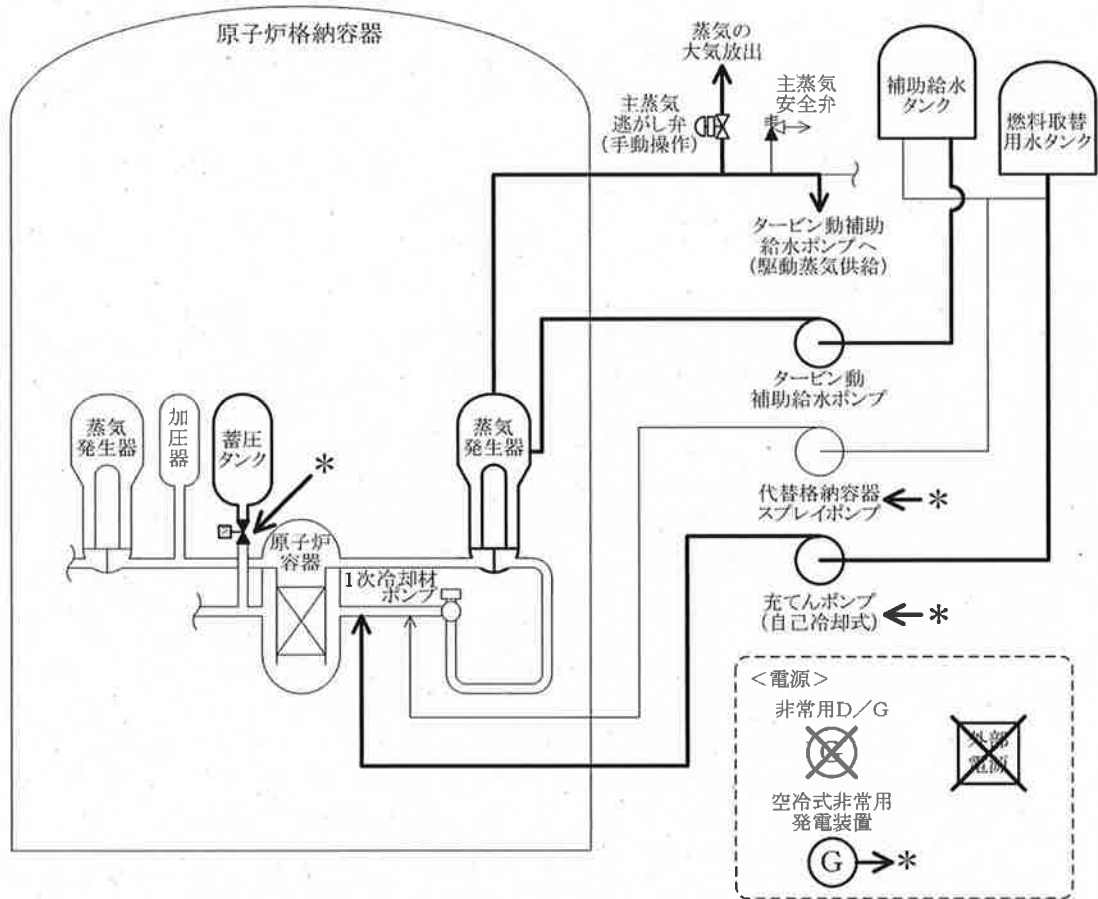 原子炉格納容器
蒸気の
大気放出
主蒸気
逃がし弁
(手動操作)
主蒸気
安全弁
補助給水
タンク
燃料取替
用水タンク
タービン動補助
給水ポンプへ
(駆動蒸気供給)
タービン動
補助給水ポンプ
蒸気
発生器
加
圧
器
蓄圧
タンク
*
蒸気
発生器
代替格納容器
スプレイポンプ
*
原子炉
容器
1次冷却材
ポンプ
充てんポンプ
(自己冷却式)
*
<電源>
非常用D/G
G
外部
電源
空冷式非常用
発電装置
G
*